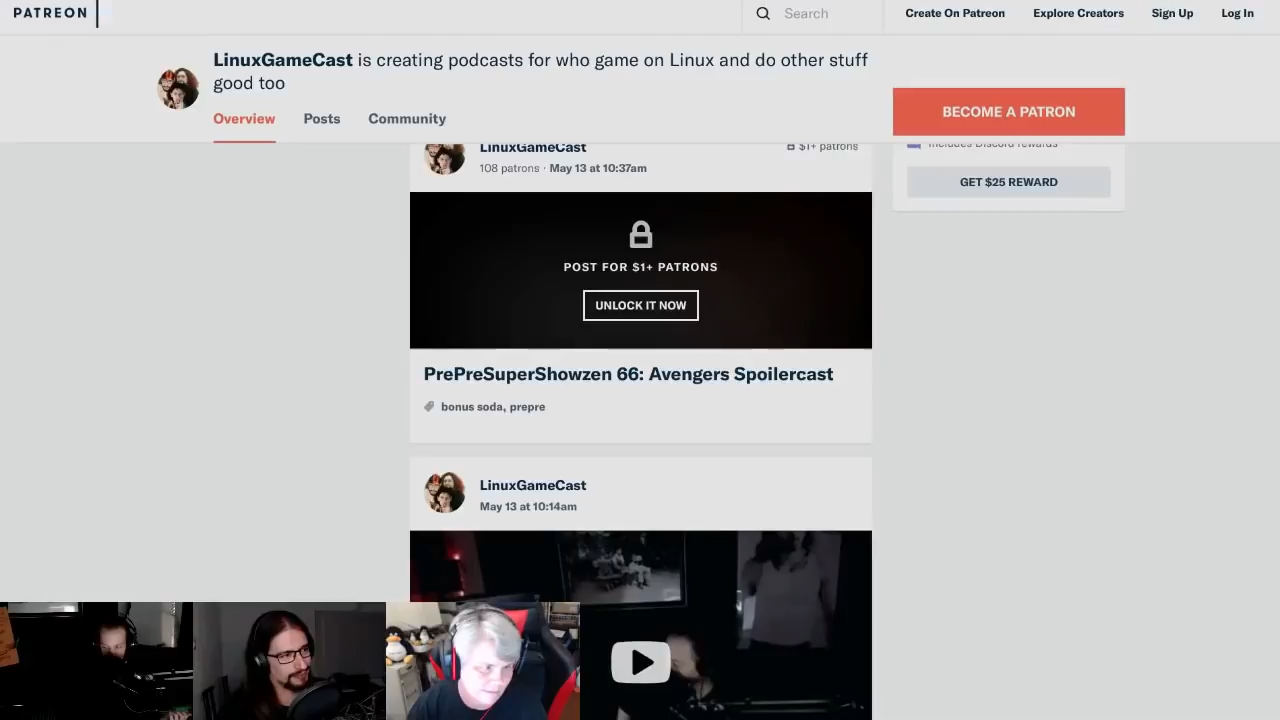 PATREON
Search
Create On Patreon
Explore Creators
Sign Up
Log In
LinuxGameCast is creating podcasts for who game on Linux and do other stuff
good too
Overview
Posts
Community
BECOME A PATRON
LinuxGameCast
$1+ patrons
108 patrons · May 13 at 10:37am
includes Discord rewards
GET $25 REWARD
POST FOR $1+ PATRONS
UNLOCK IT NOW
PrePreSuperShowzen 66: Avengers Spoilercast
bonus soda, prepre
LinuxGameCast
May 13 at 10:14am